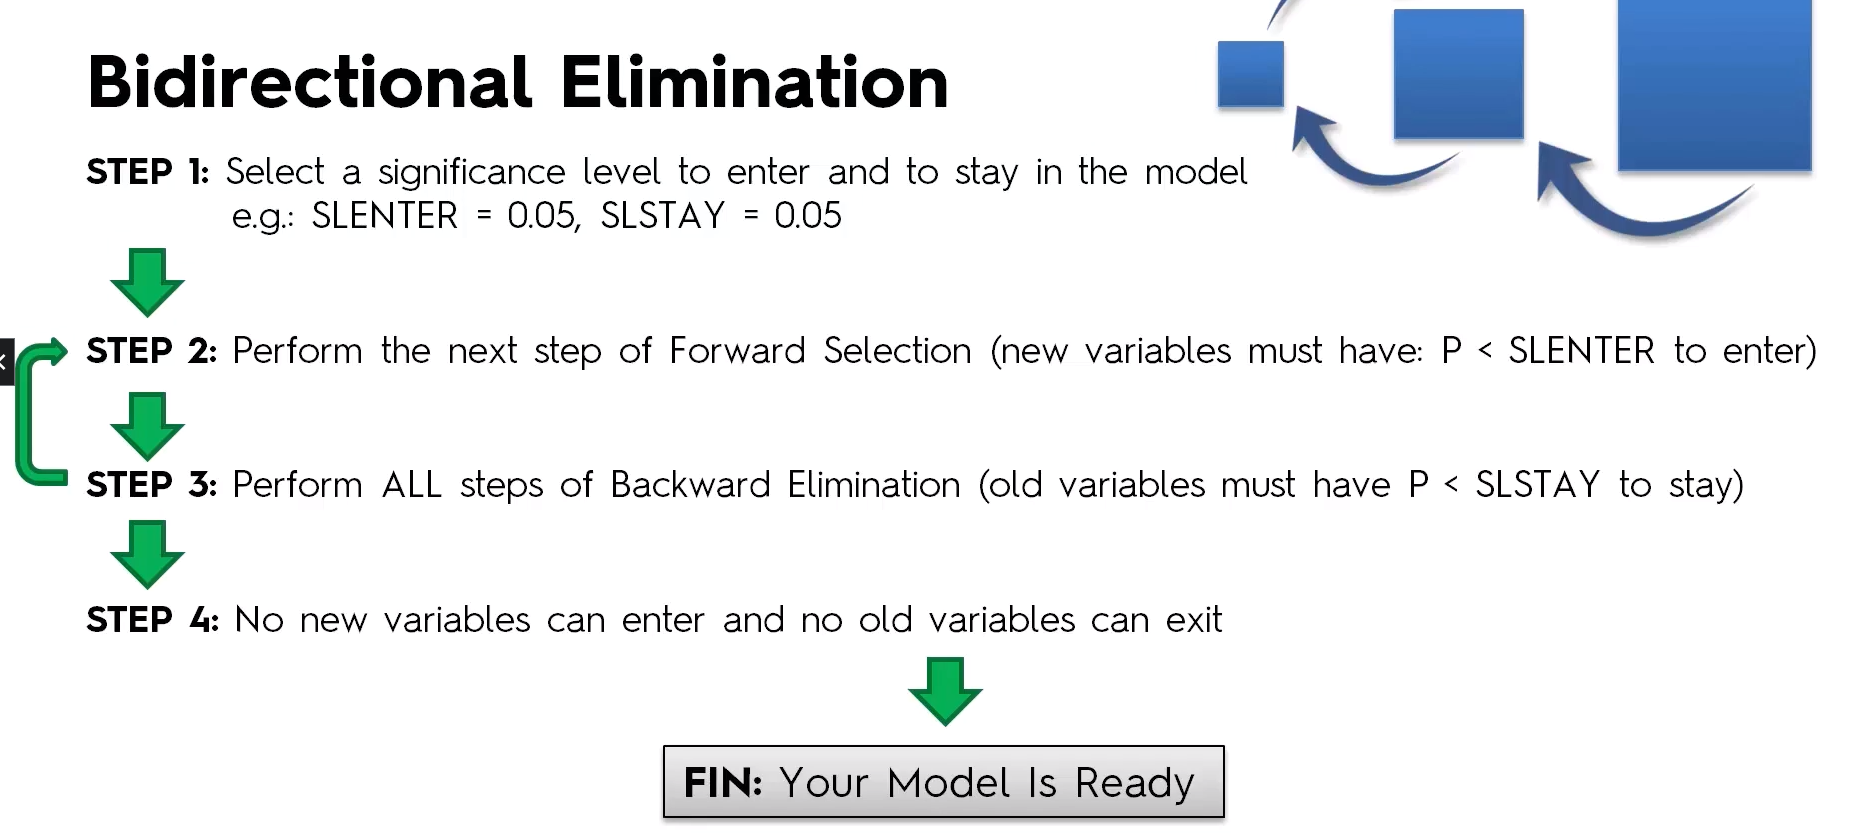 Bidirectional Elimination
STEP 1: Select a significance level to enter and to stay in the model
e.g.: SLENTER = 0.05, SLSTAY = 0.05
STEP 2: Perform the next step of Forward Selection (new variables must have: P < SLENTER to enter)
STEP 3: Perform ALL steps of Backward Elimination (old variables must have P < SLSTAY to stay)
STEP 4: No new variables can enter and no old variables can exit
FIN: Your Model Is Ready